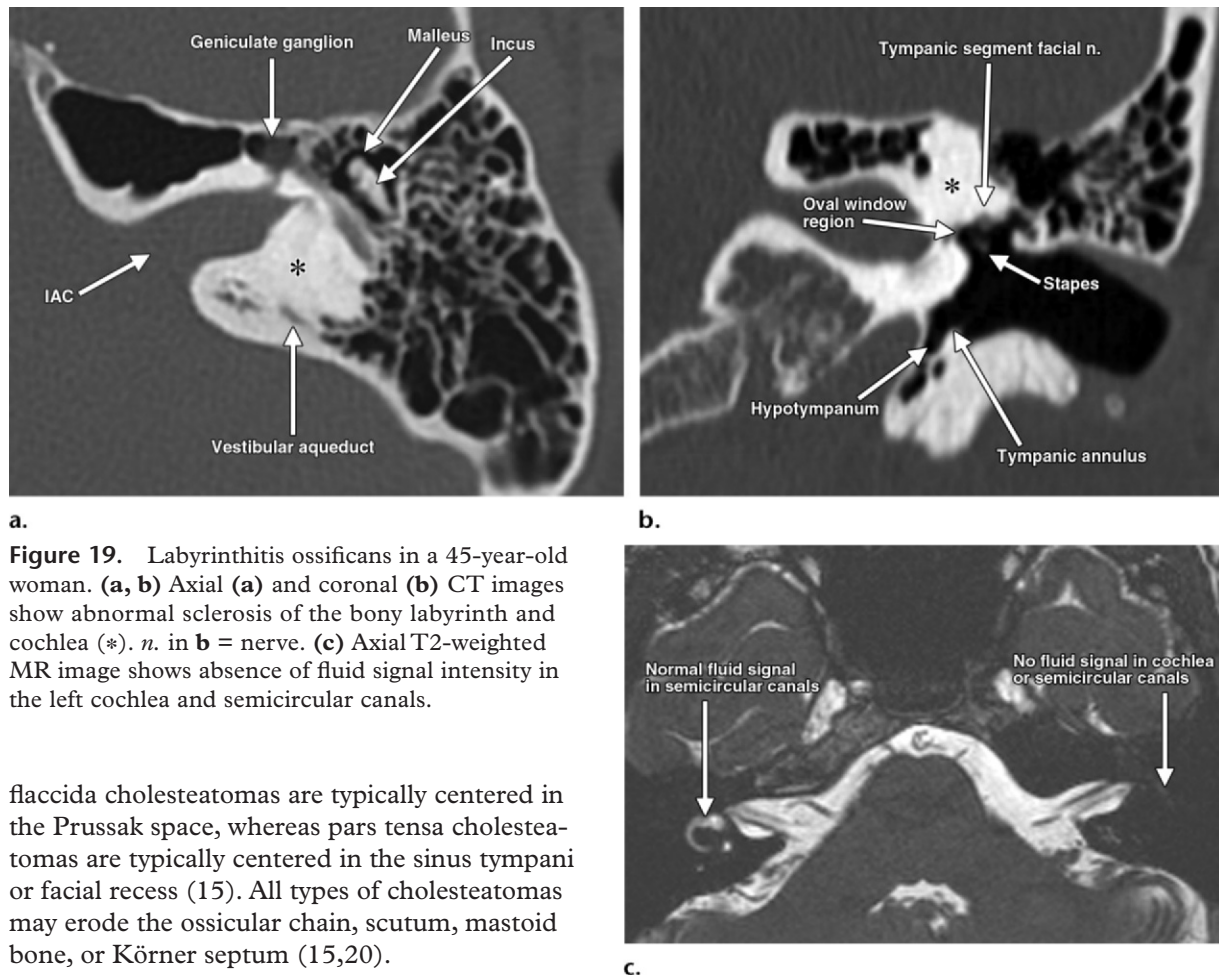 Geniculate ganglion
Malleus
Incus
IAC
*
Vestibular aqueduct
a.
Tympanic segment facial n.
*
Oval window
region
Stapes
Hypotympanum
Tympanic annulus
b.
Figure 19. Labyrinthitis ossificans in a 45-year-old
woman. (a, b) Axial (a) and coronal (b) CT images
show abnormal sclerosis of the bony labyrinth and
cochlea (*). n. in b = nerve. (c) Axial T2-weighted
MR image shows absence of fluid signal intensity in
the left cochlea and semicircular canals.
flaccida cholesteatomas are typically centered in
the Prussak space, whereas pars tensa cholestea-
tomas are typically centered in the sinus tympani
or facial recess (15). All types of cholesteatomas
may erode the ossicular chain, scutum, mastoid
bone, or Körner septum (15,20).
Normal fluid signal
in semicircular canals
No fluid signal in cochlea
or semicircular canals
c.